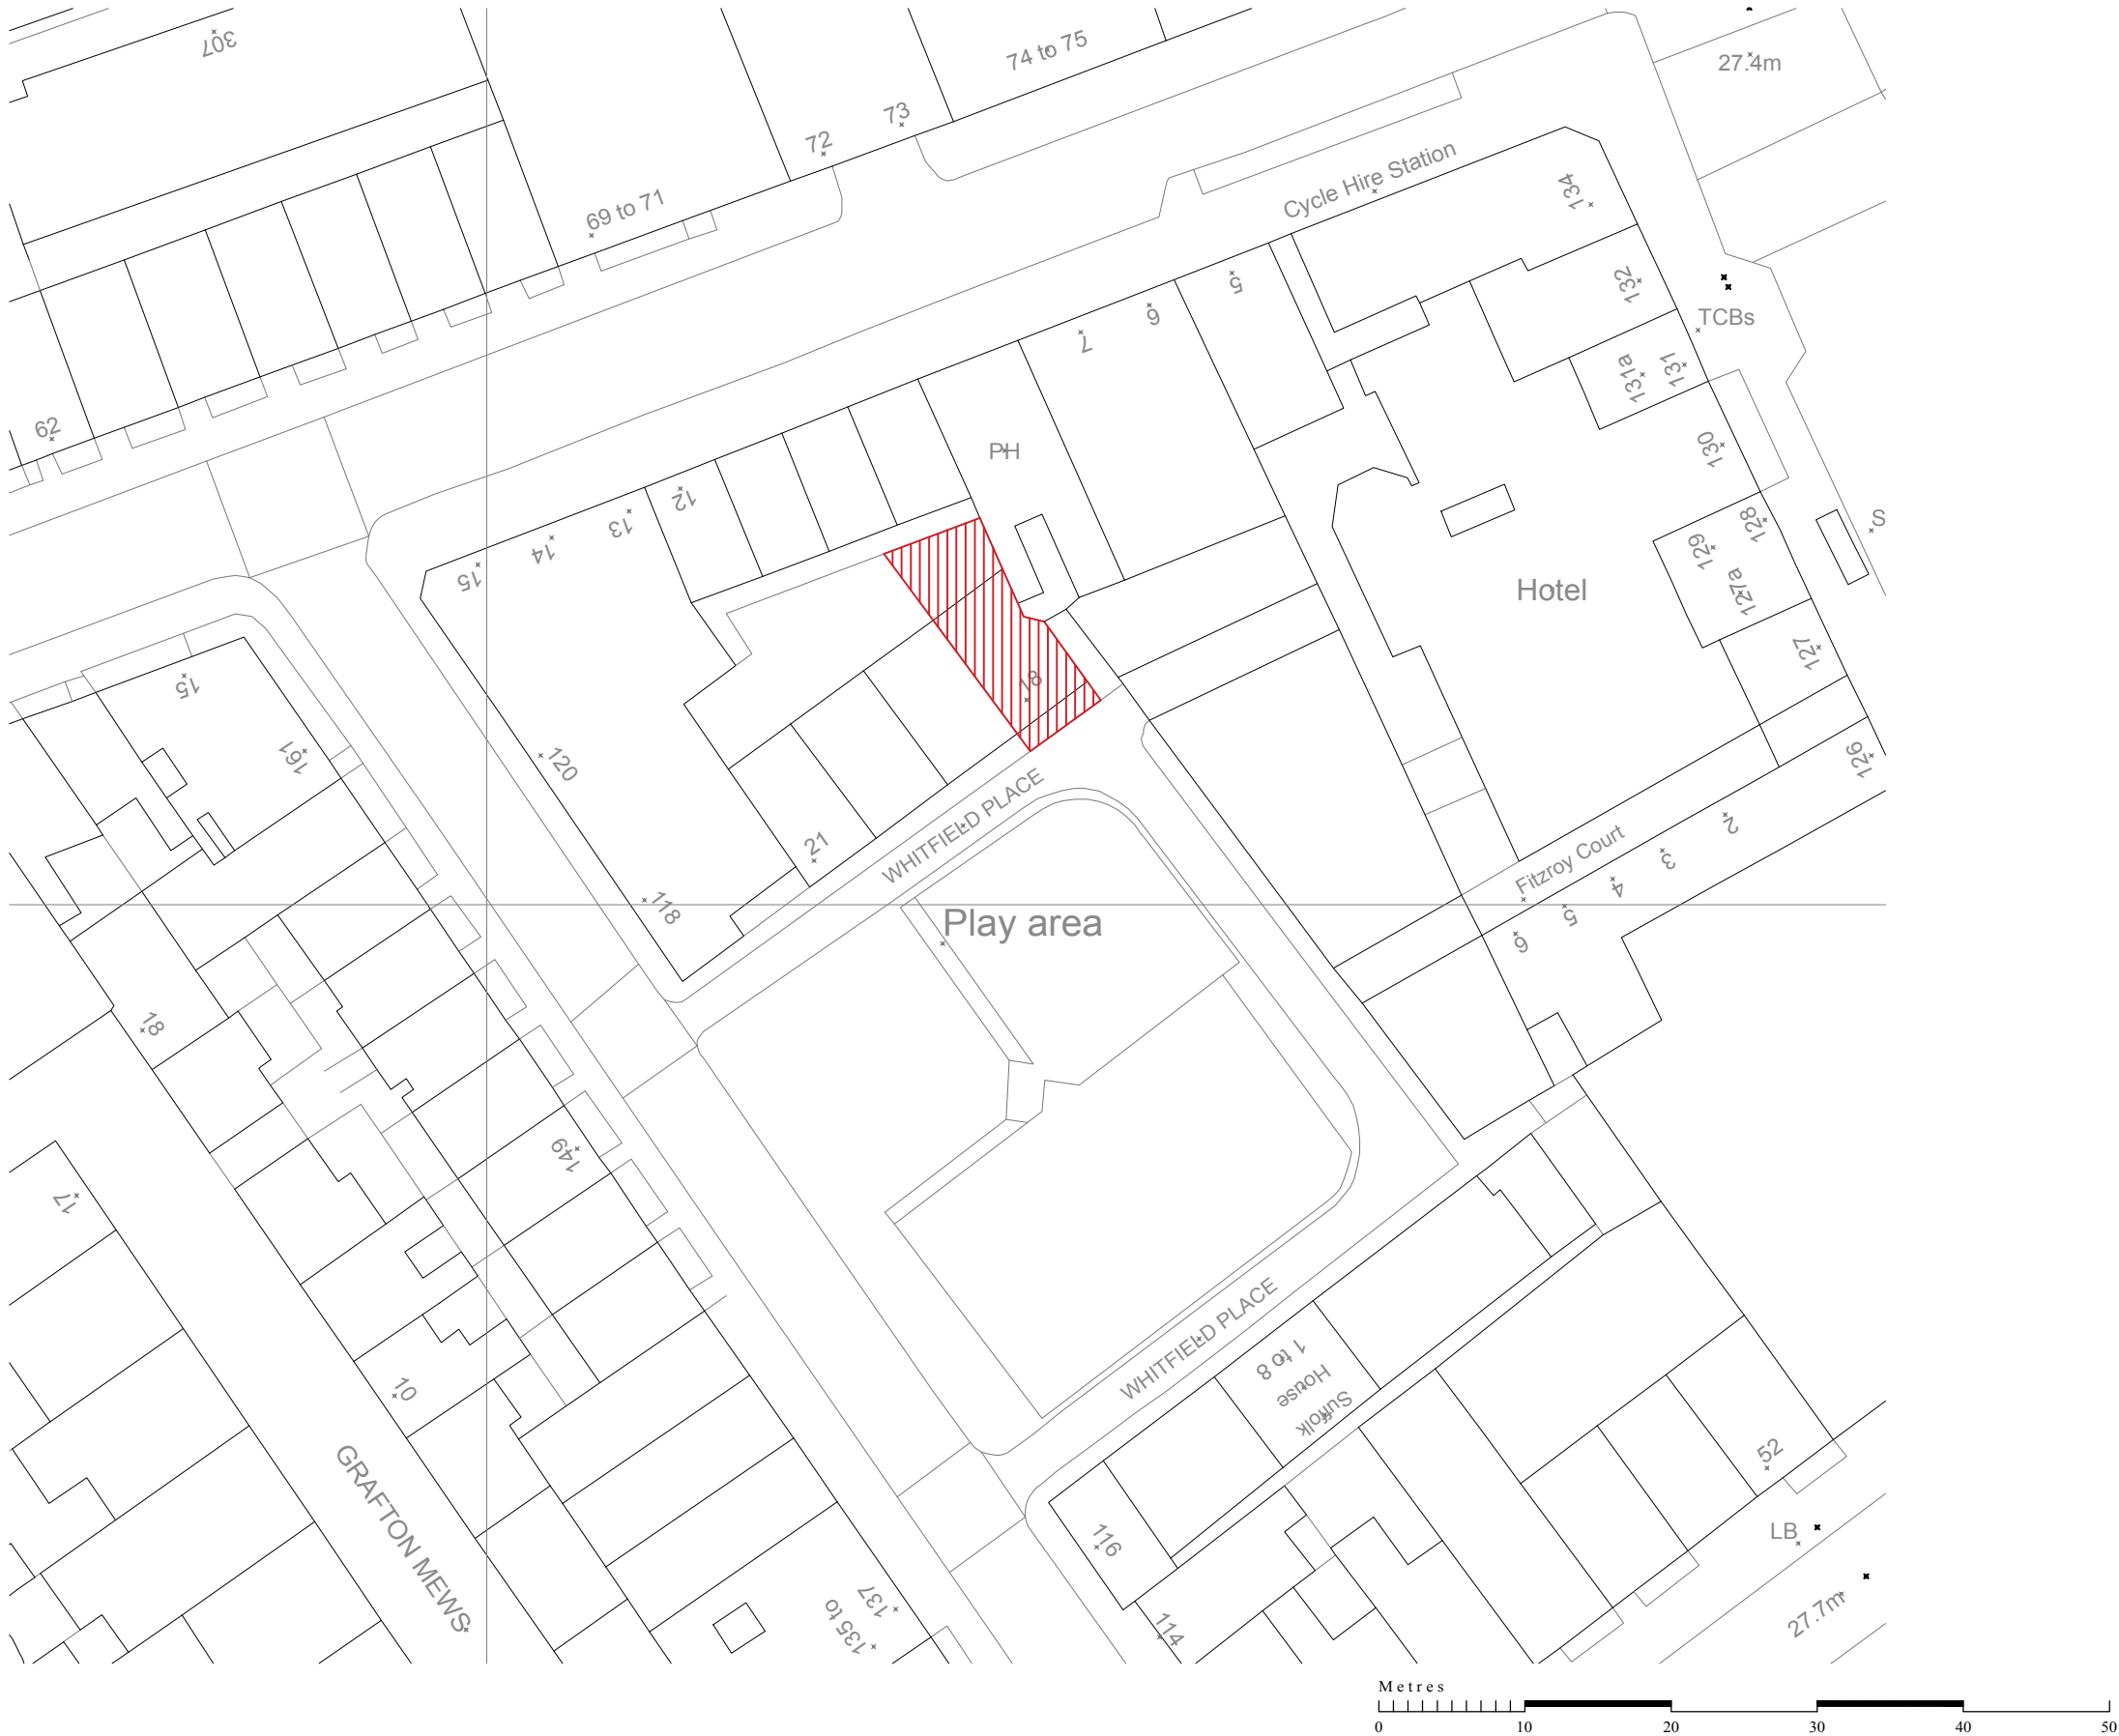 307
74 to 75
27.4m
73
72
Cycle Hire Station
134
69 to 71
132
5
6
7
TCBs
131a
131
62
PH
130
12
13
14
15
S
128
129
127a
Hotel
127
15
18
161
120
126
WHITFIELD PLACE
21
2
3
4
5
6
Fitzroy Court
118
Play area
18
149
17
WHITFIELD PLACE
1 to 8
House
Suffolk
10
52
GRAFTON MEWS
116
LB
137
135 to
114
27.7m
Metres
0 10 20 30 40 50